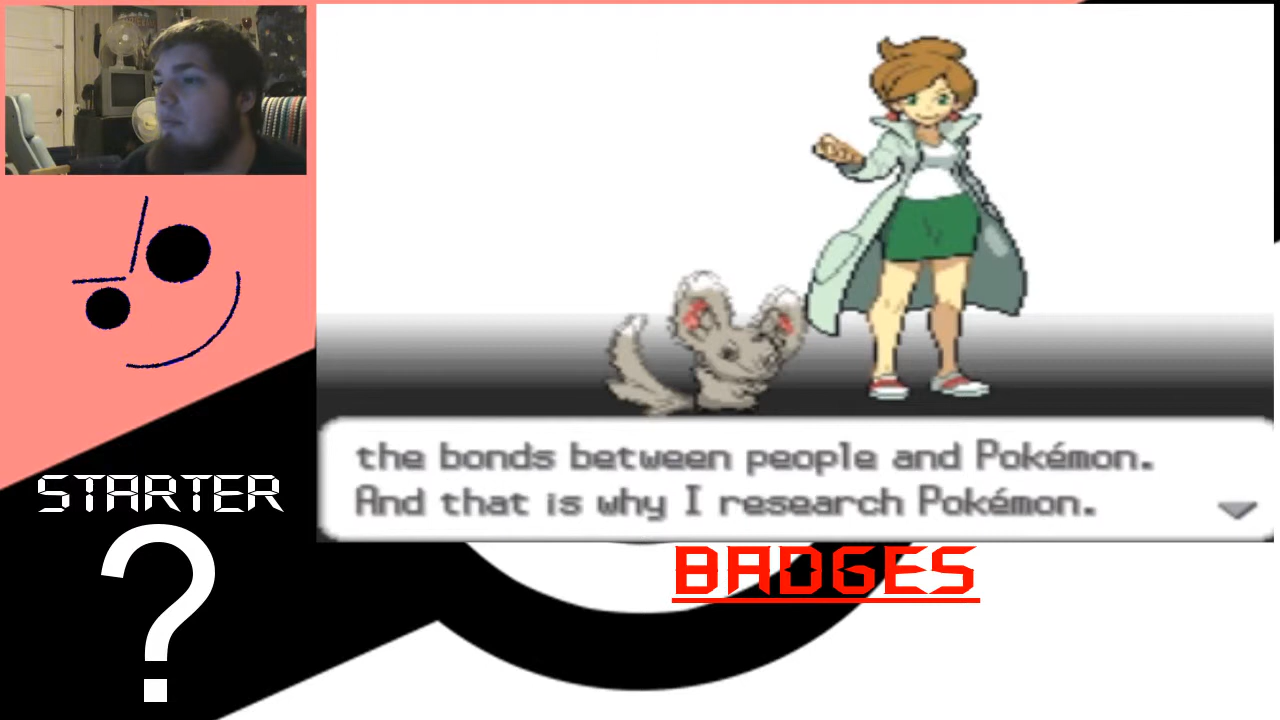 the bonds between people and Pokémon.
And that is why I research Pokémon.
STARTER
?
BADGES